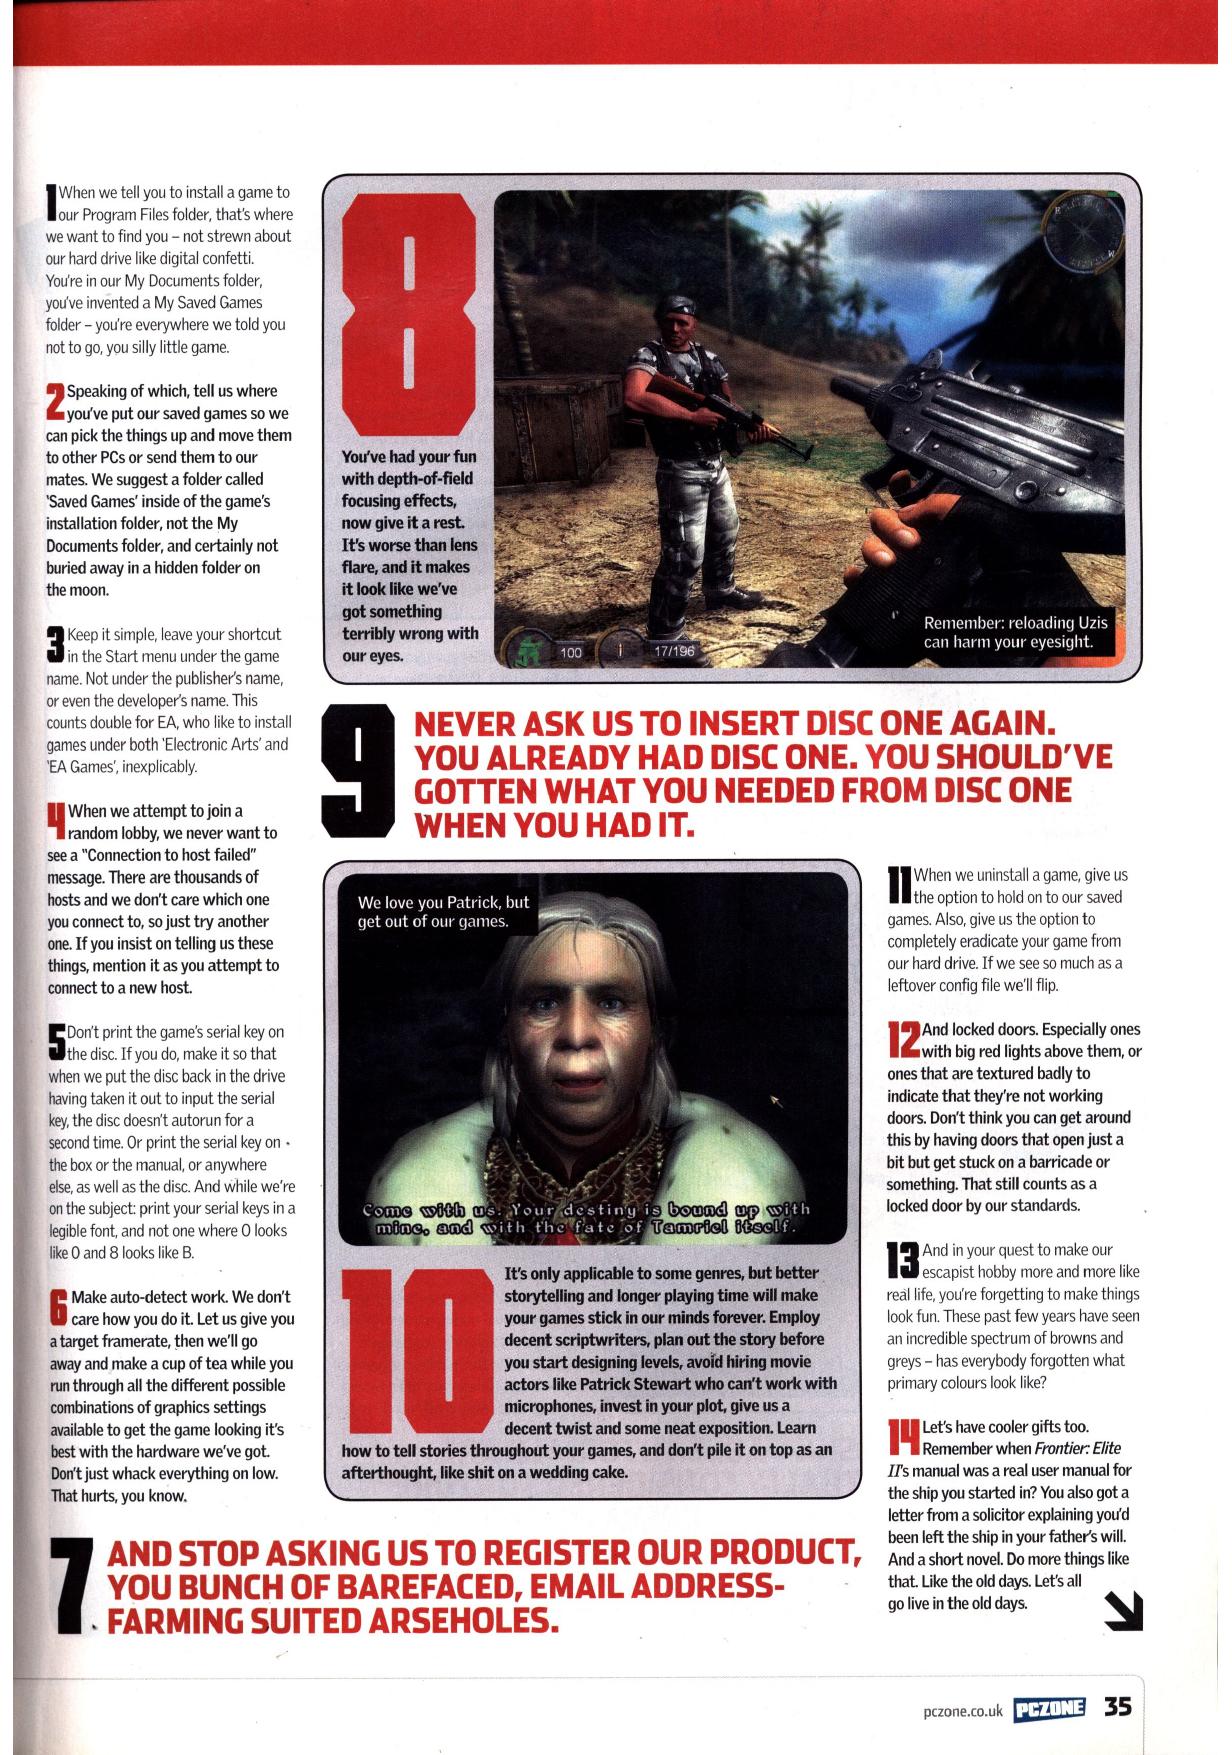 1 When we tell you to install a game to
our Program Files folder, that's where
we want to find you – not strewn about
our hard drive like digital confetti.
You're in our My Documents folder,
you've invented a My Saved Games
folder – you're everywhere we told you
not to go, you silly little game.
2 Speaking of which, tell us where
you've put our saved games so we
can pick the things up and move them
to other PCs or send them to our
mates. We suggest a folder called
'Saved Games' inside of the game's
installation folder, not the My
Documents folder, and certainly not
buried away in a hidden folder on
the moon.
3 Keep it simple, leave your shortcut
in the Start menu under the game
name. Not under the publisher's name,
or even the developer's name. This
counts double for EA, who like to install
games under both 'Electronic Arts' and
'EA Games', inexplicably.
4 When we attempt to join a
random lobby, we never want to
see a "Connection to host failed"
message. There are thousands of
hosts and we don't care which one
you connect to, so just try another
one. If you insist on telling us these
things, mention it as you attempt to
connect to a new host.
5 Don't print the game's serial key on
the disc. If you do, make it so that
when we put the disc back in the drive
having taken it out to input the serial
key, the disc doesn't autorun for a
second time. Or print the serial key on
the box or the manual, or anywhere
else, as well as the disc. And while we're
on the subject: print your serial keys in a
legible font, and not one where O looks
like 0 and 8 looks like B.
6 Make auto-detect work. We don't
care how you do it. Let us give you
a target framerate, then we'll go
away and make a cup of tea while you
run through all the different possible
combinations of graphics settings
available to get the game looking it's
best with the hardware we've got.
Don't just whack everything on low.
That hurts, you know.
7 AND STOP ASKING US TO REGISTER OUR PRODUCT,
YOU BUNCH OF BAREFACED, EMAIL ADDRESS-
FARMING SUITED ARSEHOLES.
8
You've had your fun
with depth-of-field
focusing effects,
now give it a rest.
It's worse than lens
flare, and it makes
it look like we've
got something
terribly wrong with
our eyes.
100
17/196
Remember: reloading Uzis
can harm your eyesight.
9 NEVER ASK US TO INSERT DISC ONE AGAIN.
YOU ALREADY HAD DISC ONE. YOU SHOULD'VE
GOTTEN WHAT YOU NEEDED FROM DISC ONE
WHEN YOU HAD IT.
We love you Patrick, but
get out of our games.
Come with us. Your destiny is bound up with
mine, and with the fate of Tamriel itself.
10 It's only applicable to some genres, but better
storytelling and longer playing time will make
your games stick in our minds forever. Employ
decent scriptwriters, plan out the story before
you start designing levels, avoid hiring movie
actors like Patrick Stewart who can't work with
microphones, invest in your plot, give us a
decent twist and some neat exposition. Learn
how to tell stories throughout your games, and don't pile it on top as an
afterthought, like shit on a wedding cake.
11 When we uninstall a game, give us
the option to hold on to our saved
games. Also, give us the option to
completely eradicate your game from
our hard drive. If we see so much as a
leftover config file we'll flip.
12 And locked doors. Especially ones
with big red lights above them, or
ones that are textured badly to
indicate that they're not working
doors. Don't think you can get around
this by having doors that open just a
bit but get stuck on a barricade or
something. That still counts as a
locked door by our standards.
13 And in your quest to make our
escapist hobby more and more like
real life, you're forgetting to make things
look fun. These past few years have seen
an incredible spectrum of browns and
greys – has everybody forgotten what
primary colours look like?
14 Let's have cooler gifts too.
Remember when Frontier: Elite
II's manual was a real user manual for
the ship you started in? You also got a
letter from a solicitor explaining you'd
been left the ship in your father's will.
And a short novel. Do more things like
that. Like the old days. Let's all
go live in the old days.
pczone.co.uk PCZONE 35